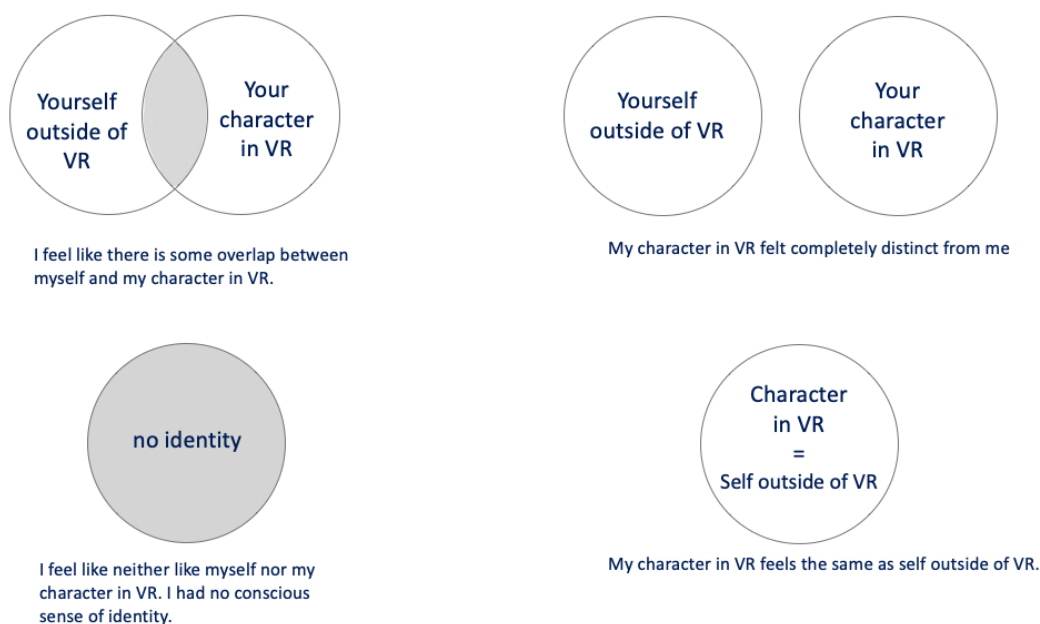 Yourself
outside of
VR
Your
character
in VR
I feel like there is some overlap between
myself and my character in VR.
Yourself
outside of VR
Your
character
in VR
My character in VR felt completely distinct from me
no identity
I feel like neither like myself nor my
character in VR. I had no conscious
sense of identity.
Character
in VR
=
Self outside of VR
My character in VR feels the same as self outside of VR.